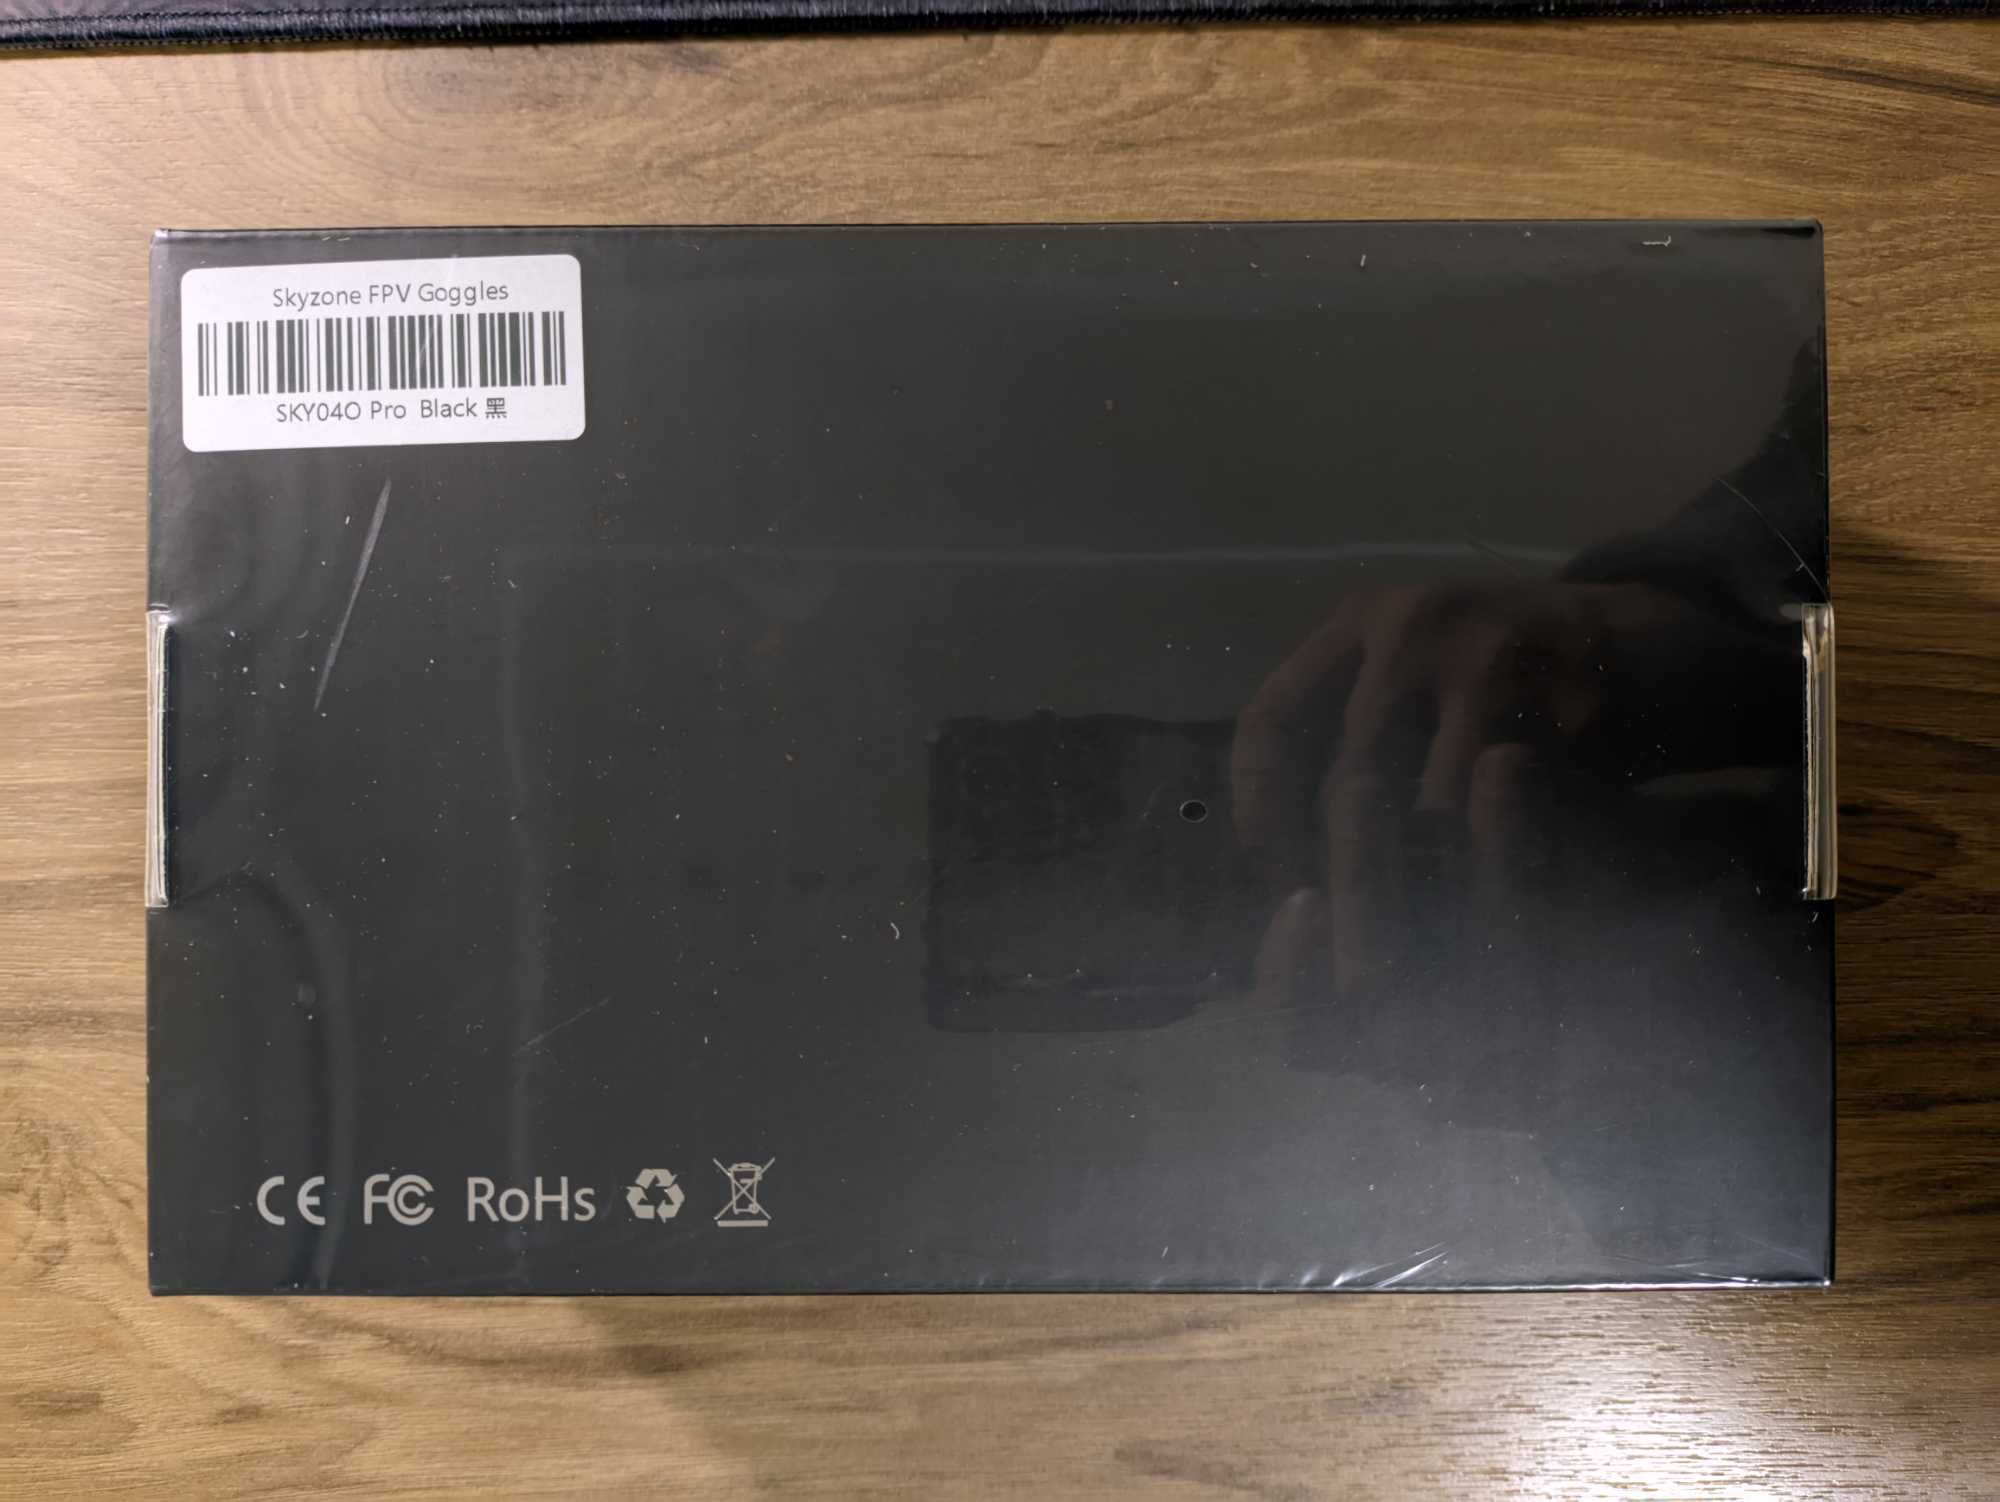 Skyzone FPV Goggles
SKY04O Pro Black 黑
CE FC RoHs